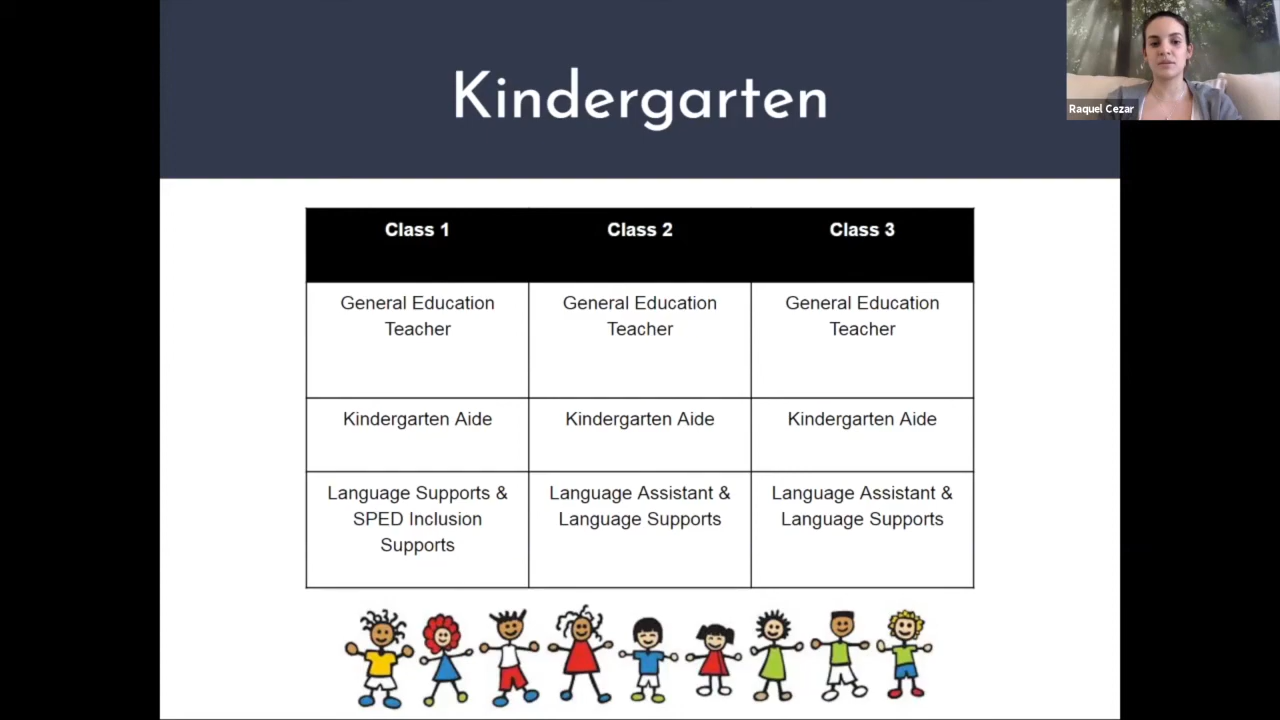 Kindergarten
Raquel Cezar
Class 1
Class 2
Class 3
General Education
Teacher
General Education
Teacher
General Education
Teacher
Kindergarten Aide
Kindergarten Aide
Kindergarten Aide
Language Supports &
SPED Inclusion
Supports
Language Assistant &
Language Supports
Language Assistant &
Language Supports